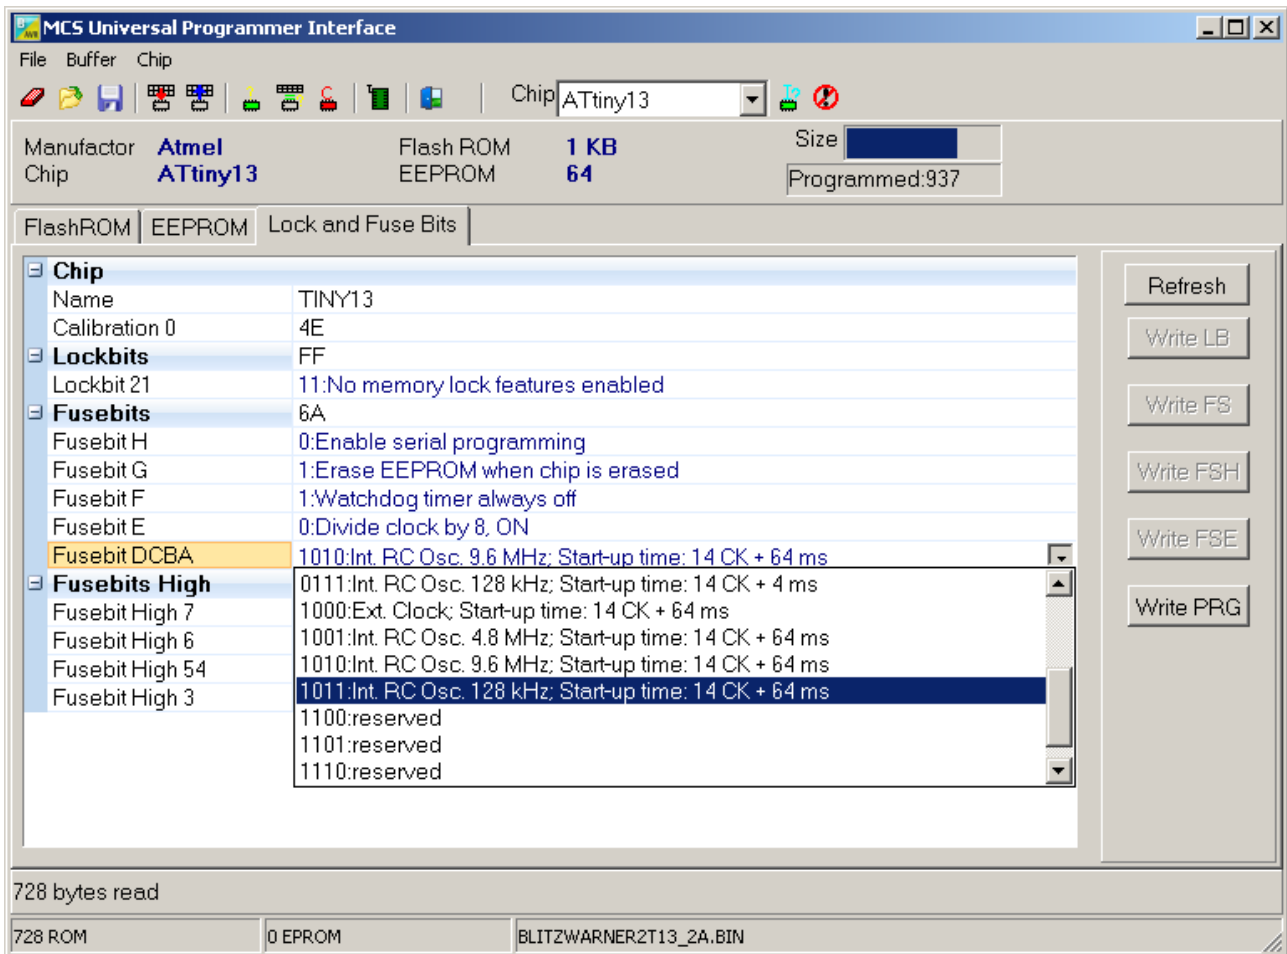 MCS Universal Programmer Interface
File Buffer Chip
Chip ATtiny13
Manufactor Atmel Flash ROM 1 KB Size
Chip ATtiny13 EEPROM 64 Programmed:937
FlashROM EEPROM Lock and Fuse Bits
Chip
Name TINY13
Calibration 0 4E
Lockbits FF
Lockbit 21 11:No memory lock features enabled
Fusebits 6A
Fusebit H 0:Enable serial programming
Fusebit G 1:Erase EEPROM when chip is erased
Fusebit F 1:Watchdog timer always off
Fusebit E 0:Divide clock by 8, ON
Fusebit DCBA 1010:Int. RC Osc. 9.6 MHz; Start-up time: 14 CK + 64 ms
Fusebits High 0111:Int. RC Osc. 128 kHz; Start-up time: 14 CK + 4 ms
Fusebit High 7 1000:Ext. Clock; Start-up time: 14 CK + 64 ms
Fusebit High 6 1001:Int. RC Osc. 4.8 MHz; Start-up time: 14 CK + 64 ms
Fusebit High 54 1010:Int. RC Osc. 9.6 MHz; Start-up time: 14 CK + 64 ms
Fusebit High 3 1011:Int. RC Osc. 128 kHz; Start-up time: 14 CK + 64 ms
1100:reserved
1101:reserved
1110:reserved
Refresh
Write LB
Write FS
Write FSH
Write FSE
Write PRG
728 bytes read
728 ROM 0 EPROM BLITZWARNER2T13_2A.BIN